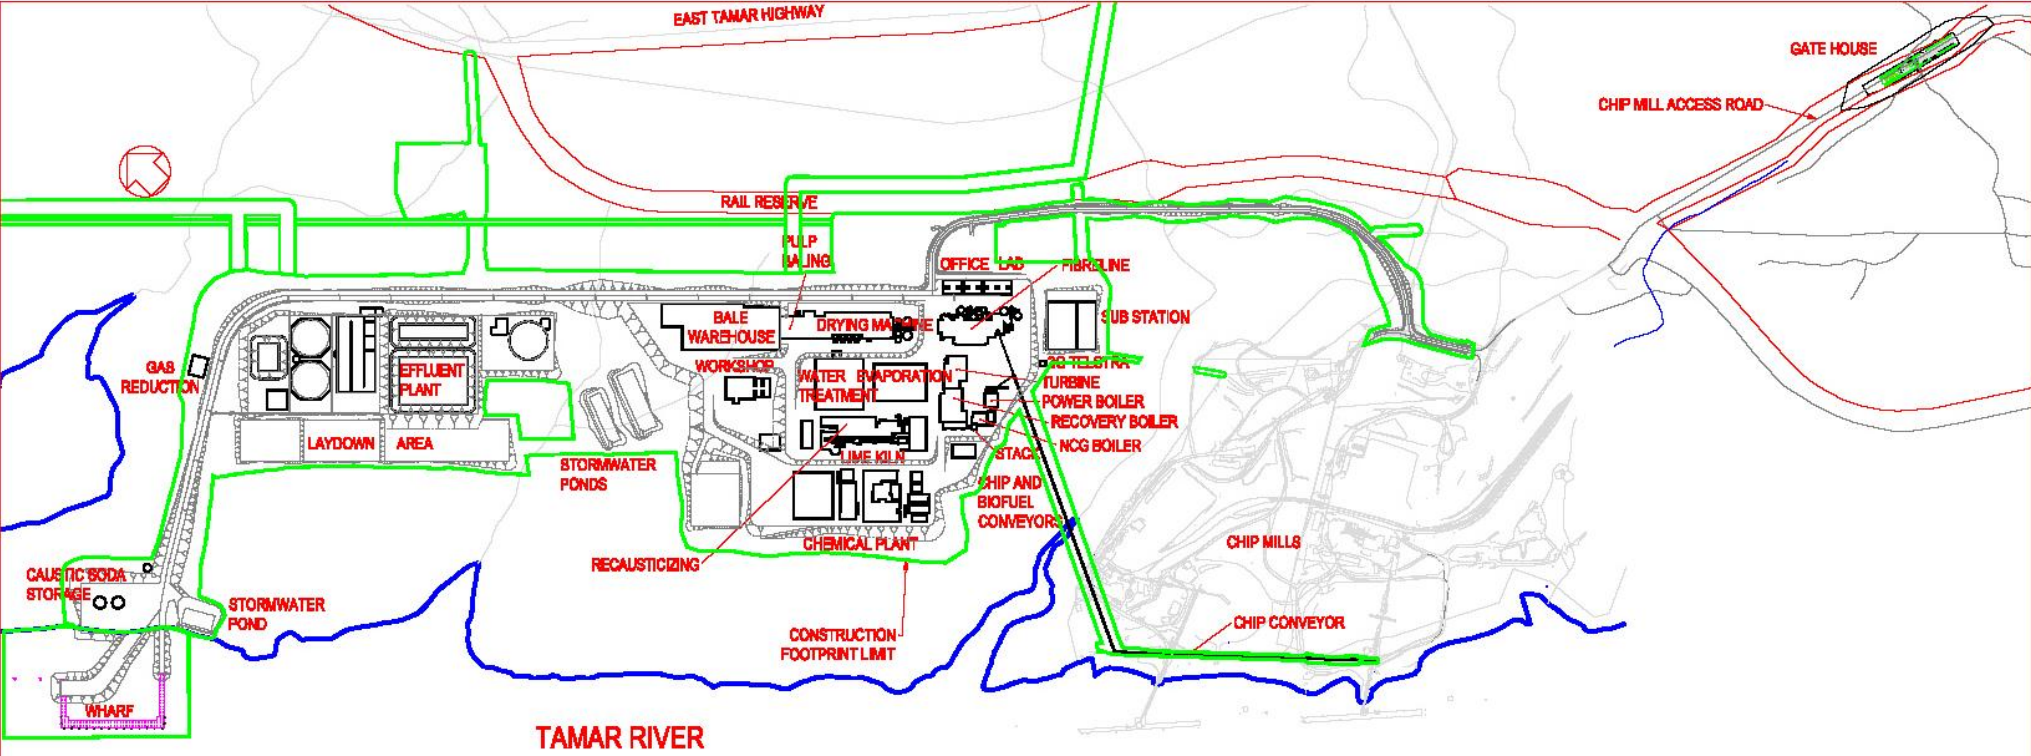 EAST TAMAR HIGHWAY
GATE HOUSE
CHIP MILL ACCESS ROAD
RAIL RESERVE
PULP
BALING
OFFICE LAB
FIBRELINE
BALE
WAREHOUSE
DRYING MACHINE
SUB STATION
GAS
REDUCTION
EFFLUENT
PLANT
WORKSHOP
WATER
TREATMENT
EVAPORATION
TELSTRA
TURBINE
POWER BOILER
RECOVERY BOILER
NCG BOILER
LAYDOWN AREA
STORMWATER
PONDS
LIME KILN
STACK
CHIP AND
BIOFUEL
CONVEYORS
RECAUSTICIZING
CHEMICAL PLANT
CHIP MILLS
CAUSTIC SODA
STORAGE
STORMWATER
POND
CONSTRUCTION
FOOTPRINT LIMIT
CHIP CONVEYOR
WHARF
TAMAR RIVER